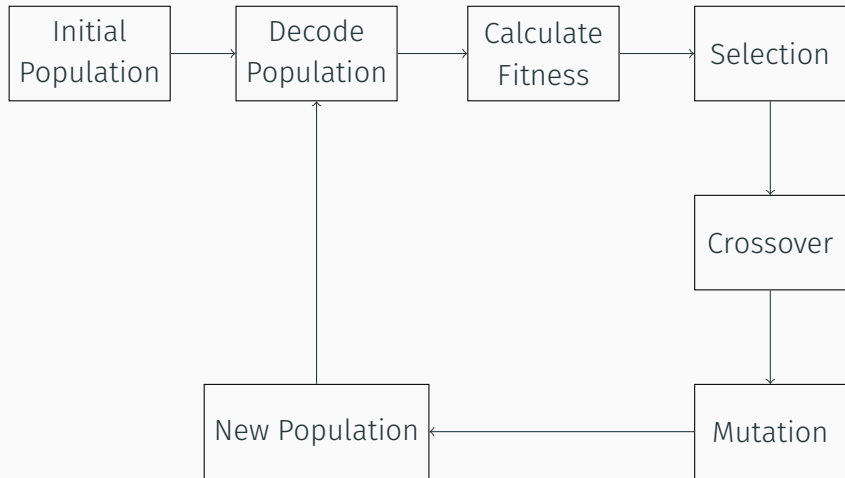 Initial
Population
Decode
Population
Calculate
Fitness
Selection
Crossover
Mutation
New Population